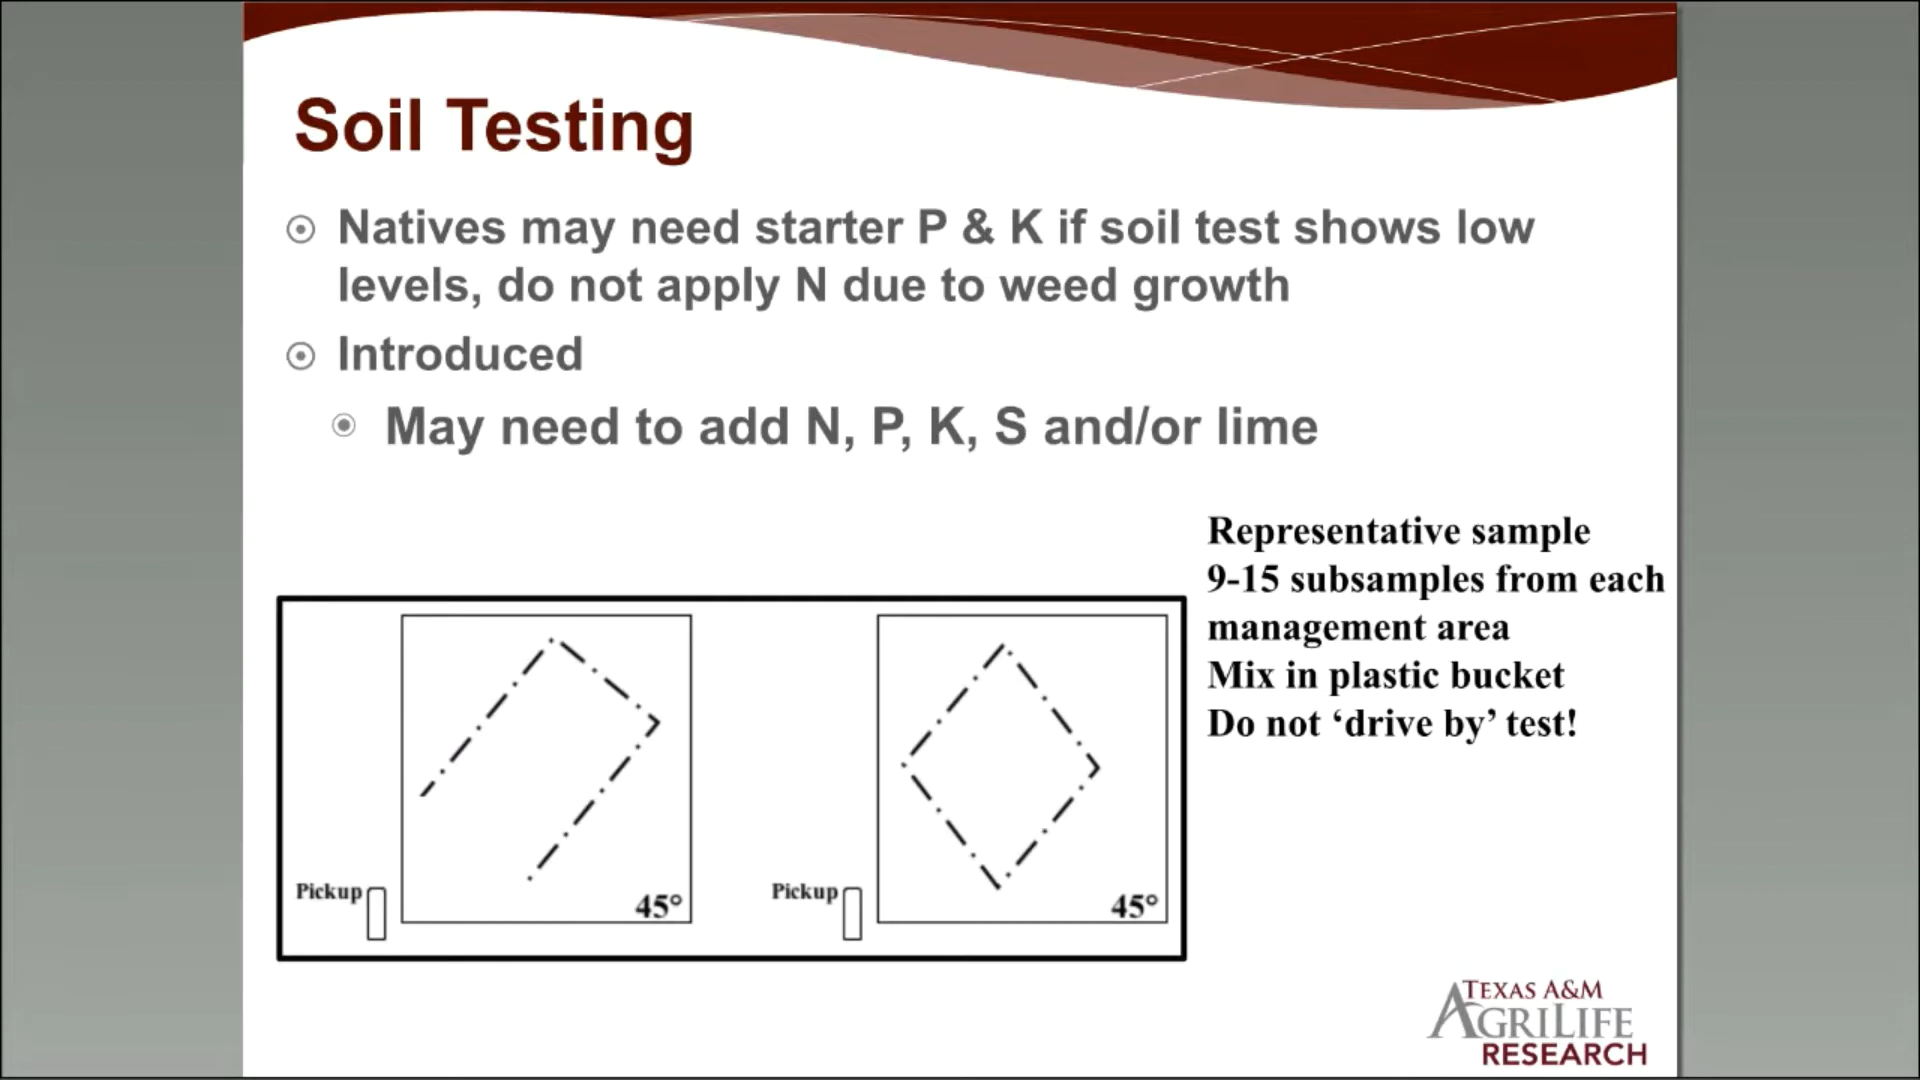 Soil Testing
Natives may need starter P & K if soil test shows low
levels, do not apply N due to weed growth
Introduced
May need to add N, P, K, S and/or lime
Representative sample
9-15 subsamples from each
management area
Mix in plastic bucket
Do not ‘drive by’ test!
Pickup
45°
Pickup
45°
TEXAS A&M
AGRILIFE
RESEARCH